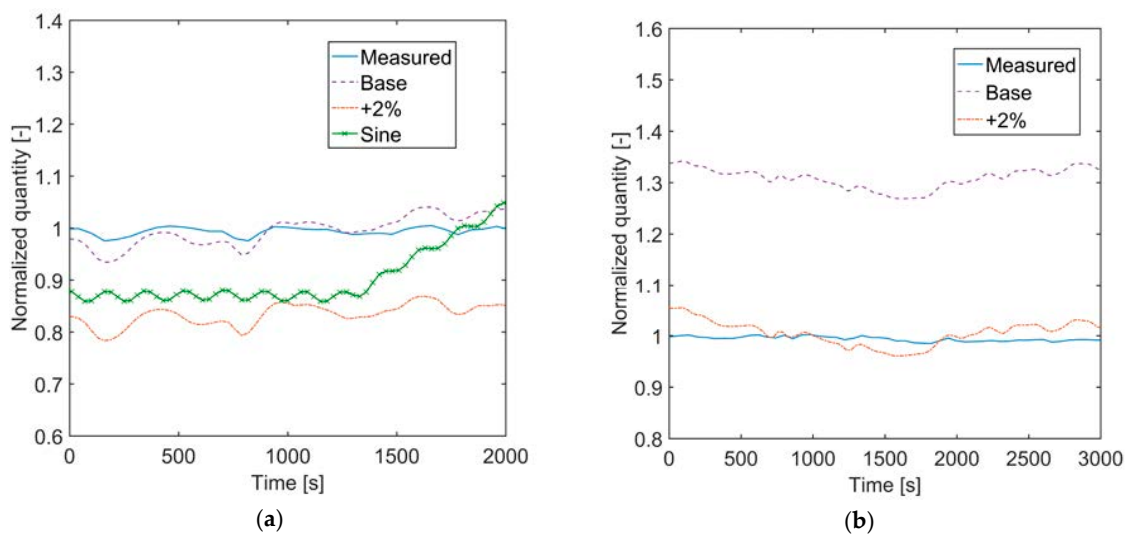 1.4
1.3
1.2
1.1
1
0.9
0.8
0.7
0.6
Normalized quantity [-]
Measured
Base
+2%
Sine
0 500 1000 1500 2000
Time [s]
(a)
1.6
1.5
1.4
1.3
1.2
1.1
1
0.9
0.8
Normalized quantity [-]
Measured
Base
+2%
0 500 1000 1500 2000 2500 3000
Time [s]
(b)